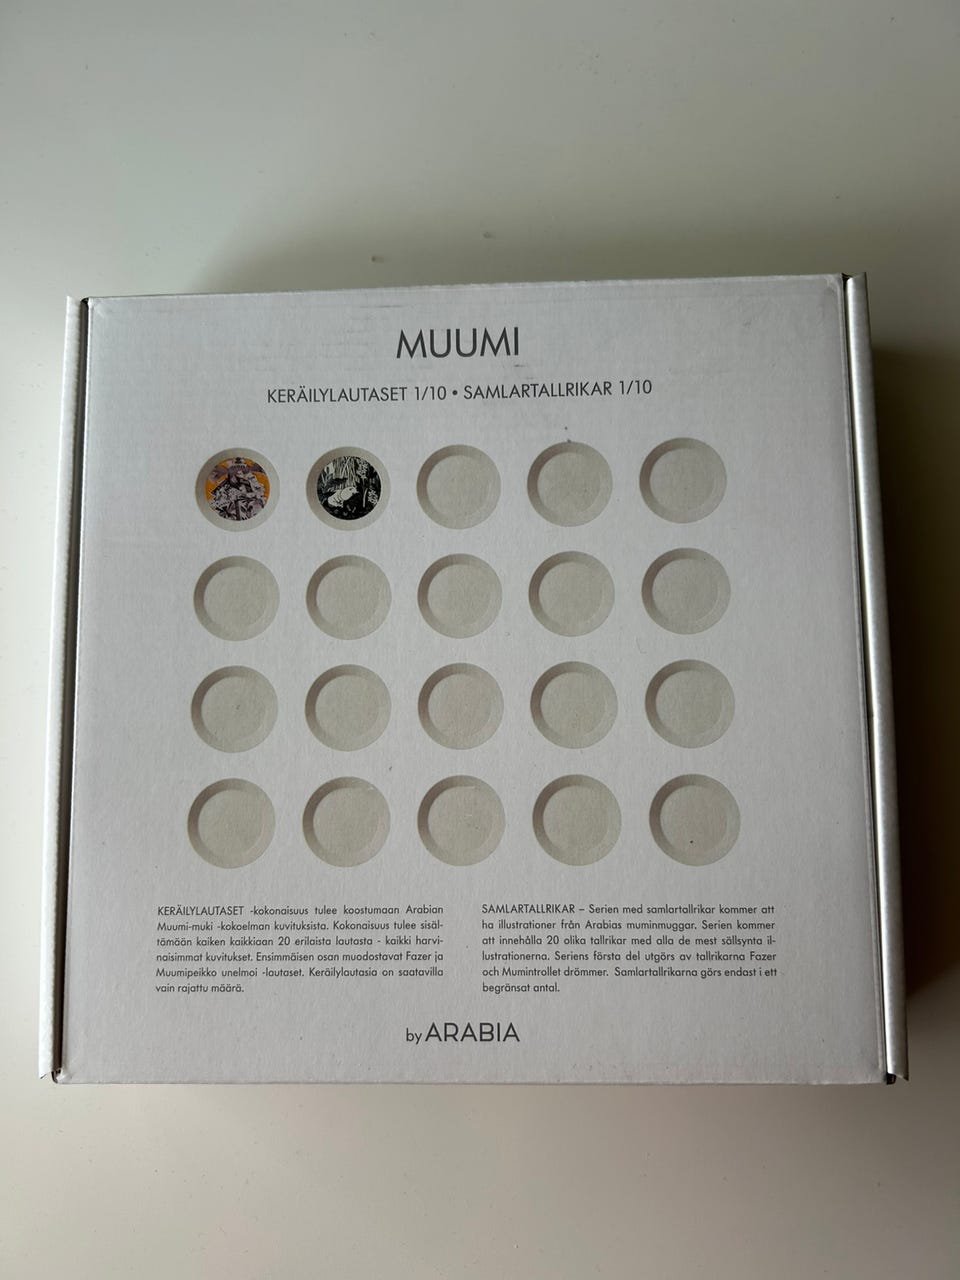 MUUMI
KERÄILYLAUTASET 1/10 • SAMLARTALLRIKAR 1/10
KERÄILYLAUTASET -kokonaisuus tulee koostumaan Arabian
Muumi-muki -kokoelman kuvituksista. Kokonaisuus tulee sisäl-
tämään kaiken kaikkiaan 20 erilaista lautasta - kaikki harvi-
naisimmat kuvitukset. Ensimmäisen osan muodostavat Fazer ja
Muumipeikko unelmoi -lautaset. Keräilylautasia on saatavilla
vain rajattu määrä.
SAMLARTALLRIKAR – Serien med samlartallrikar kommer att
ha illustrationer från Arabias muminmuggar. Serien kommer
att innehålla 20 olika tallrikar med alla de mest sällsynta il-
lustrationerna. Seriens första del utgörs av tallrikarna Fazer
och Mumintrollet drömmer. Samlartallrikarna görs endast i ett
begränsat antal.
by ARABIA